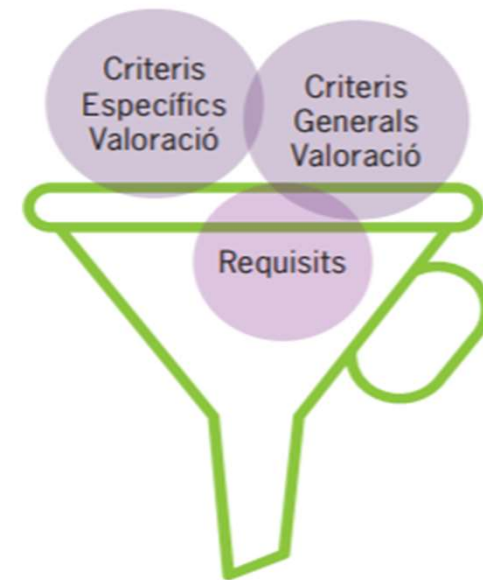 Criteris
Específics
Valoració
Criteris
Generals
Valoració
Requisits